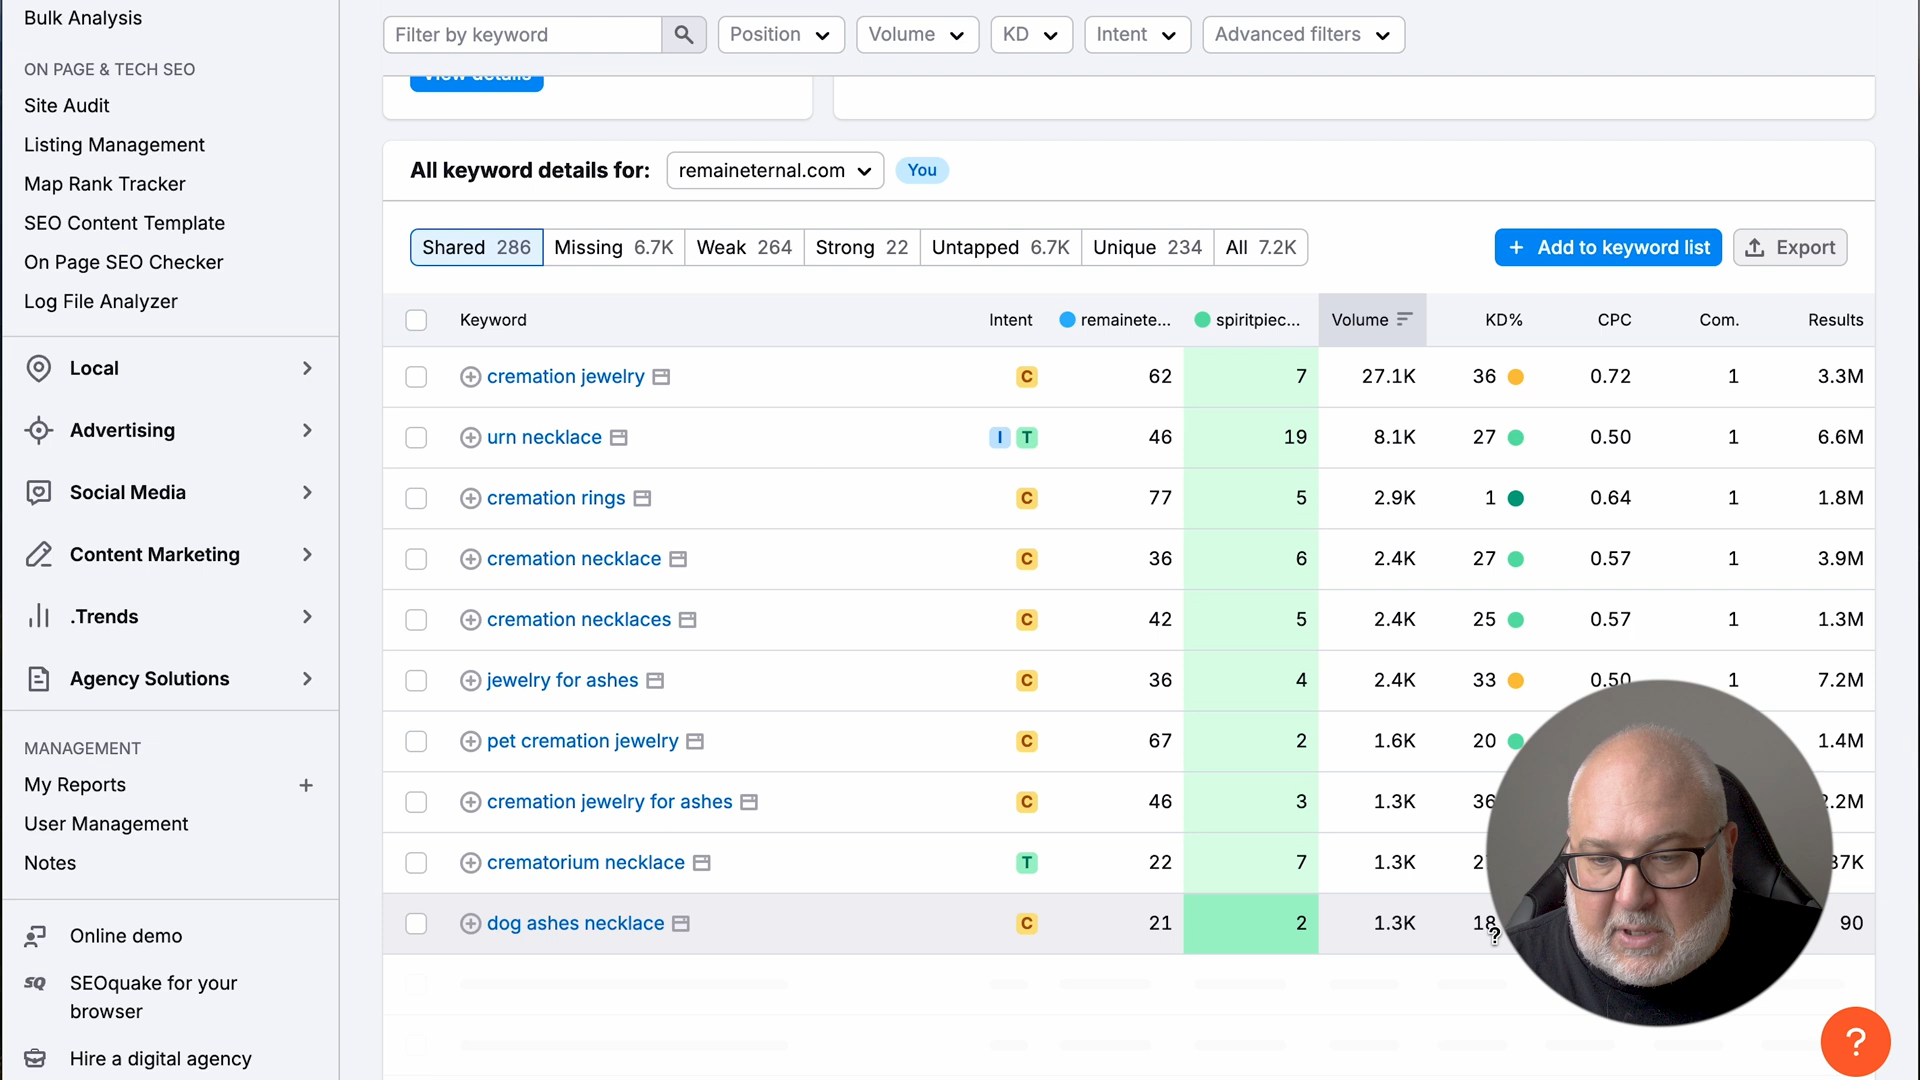 Bulk Analysis
ON PAGE & TECH SEO
Site Audit
Listing Management
Map Rank Tracker
SEO Content Template
On Page SEO Checker
Log File Analyzer
Local
Advertising
Social Media
Content Marketing
.Trends
Agency Solutions
MANAGEMENT
My Reports +
User Management
Notes
Online demo
SQ SEOquake for your
browser
Hire a digital agency
Filter by keyword Position Volume KD Intent Advanced filters
View details
All keyword details for: remaineternal.com You
Shared 286 Missing 6.7K Weak 264 Strong 22 Untapped 6.7K Unique 234 All 7.2K + Add to keyword list Export
Keyword Intent remainete... spiritpiec... Volume KD% CPC Com. Results
cremation jewelry C 62 7 27.1K 36 0.72 1 3.3M
urn necklace I T 46 19 8.1K 27 0.50 1 6.6M
cremation rings C 77 5 2.9K 1 0.64 1 1.8M
cremation necklace C 36 6 2.4K 27 0.57 1 3.9M
cremation necklaces C 42 5 2.4K 25 0.57 1 1.3M
jewelry for ashes C 36 4 2.4K 33 0.50 1 7.2M
pet cremation jewelry C 67 2 1.6K 20 1.4M
cremation jewelry for ashes C 46 3 1.3K 36
crematorium necklace T 22 7 1.3K
dog ashes necklace C 21 2 1.3K 18 90
?